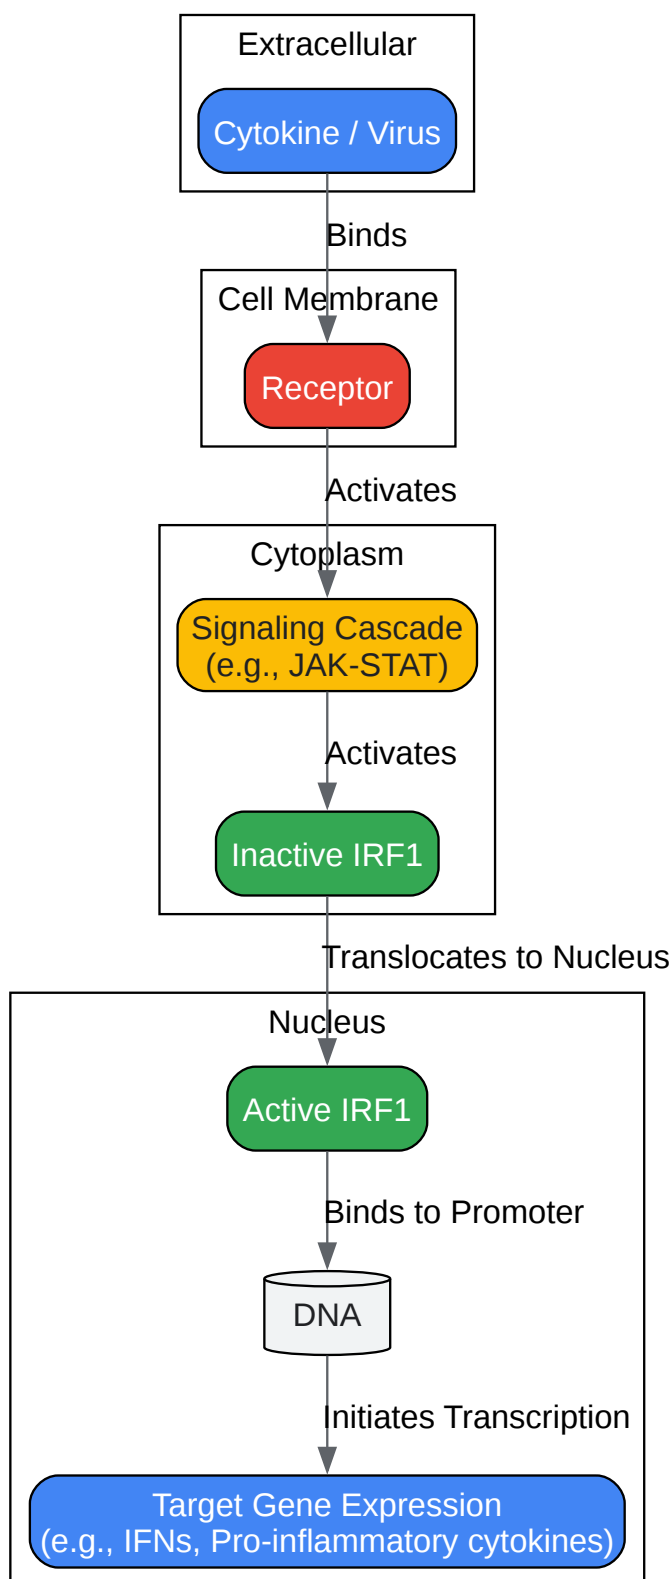 Extracellular
Cytokine / Virus
Binds
Cell Membrane
Receptor
Activates
Cytoplasm
Signaling Cascade
(e.g., JAK-STAT)
Activates
Inactive IRF1
Translocates to Nucleus
Nucleus
Active IRF1
Binds to Promoter
DNA
Initiates Transcription
Target Gene Expression
(e.g., IFNs, Pro-inflammatory cytokines)